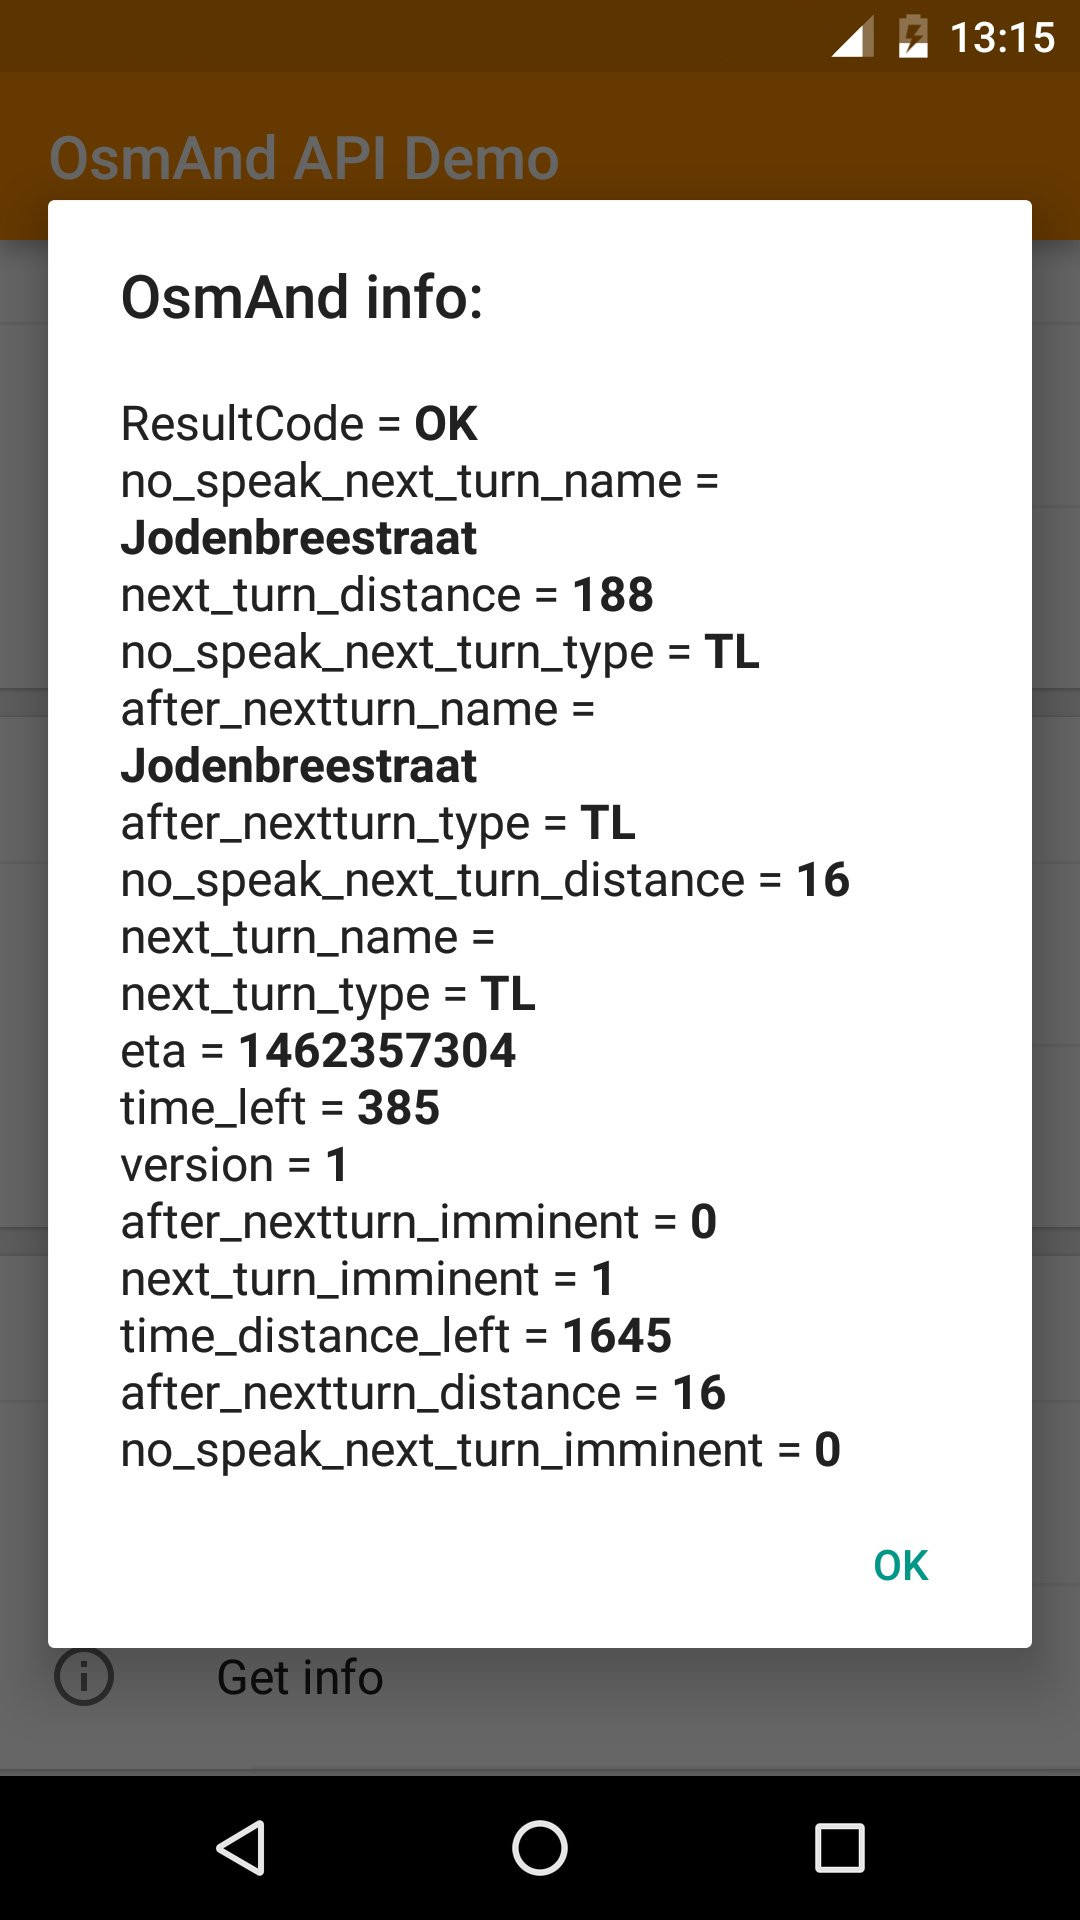 13:15
OsmAnd API Demo
OsmAnd info:
ResultCode = OK
no_speak_next_turn_name =
Jodenbreestraat
next_turn_distance = 188
no_speak_next_turn_type = TL
after_nextturn_name =
Jodenbreestraat
after_nextturn_type = TL
no_speak_next_turn_distance = 16
next_turn_name =
next_turn_type = TL
eta = 1462357304
time_left = 385
version = 1
after_nextturn_imminent = 0
next_turn_imminent = 1
time_distance_left = 1645
after_nextturn_distance = 16
no_speak_next_turn_imminent = 0
OK
Get info